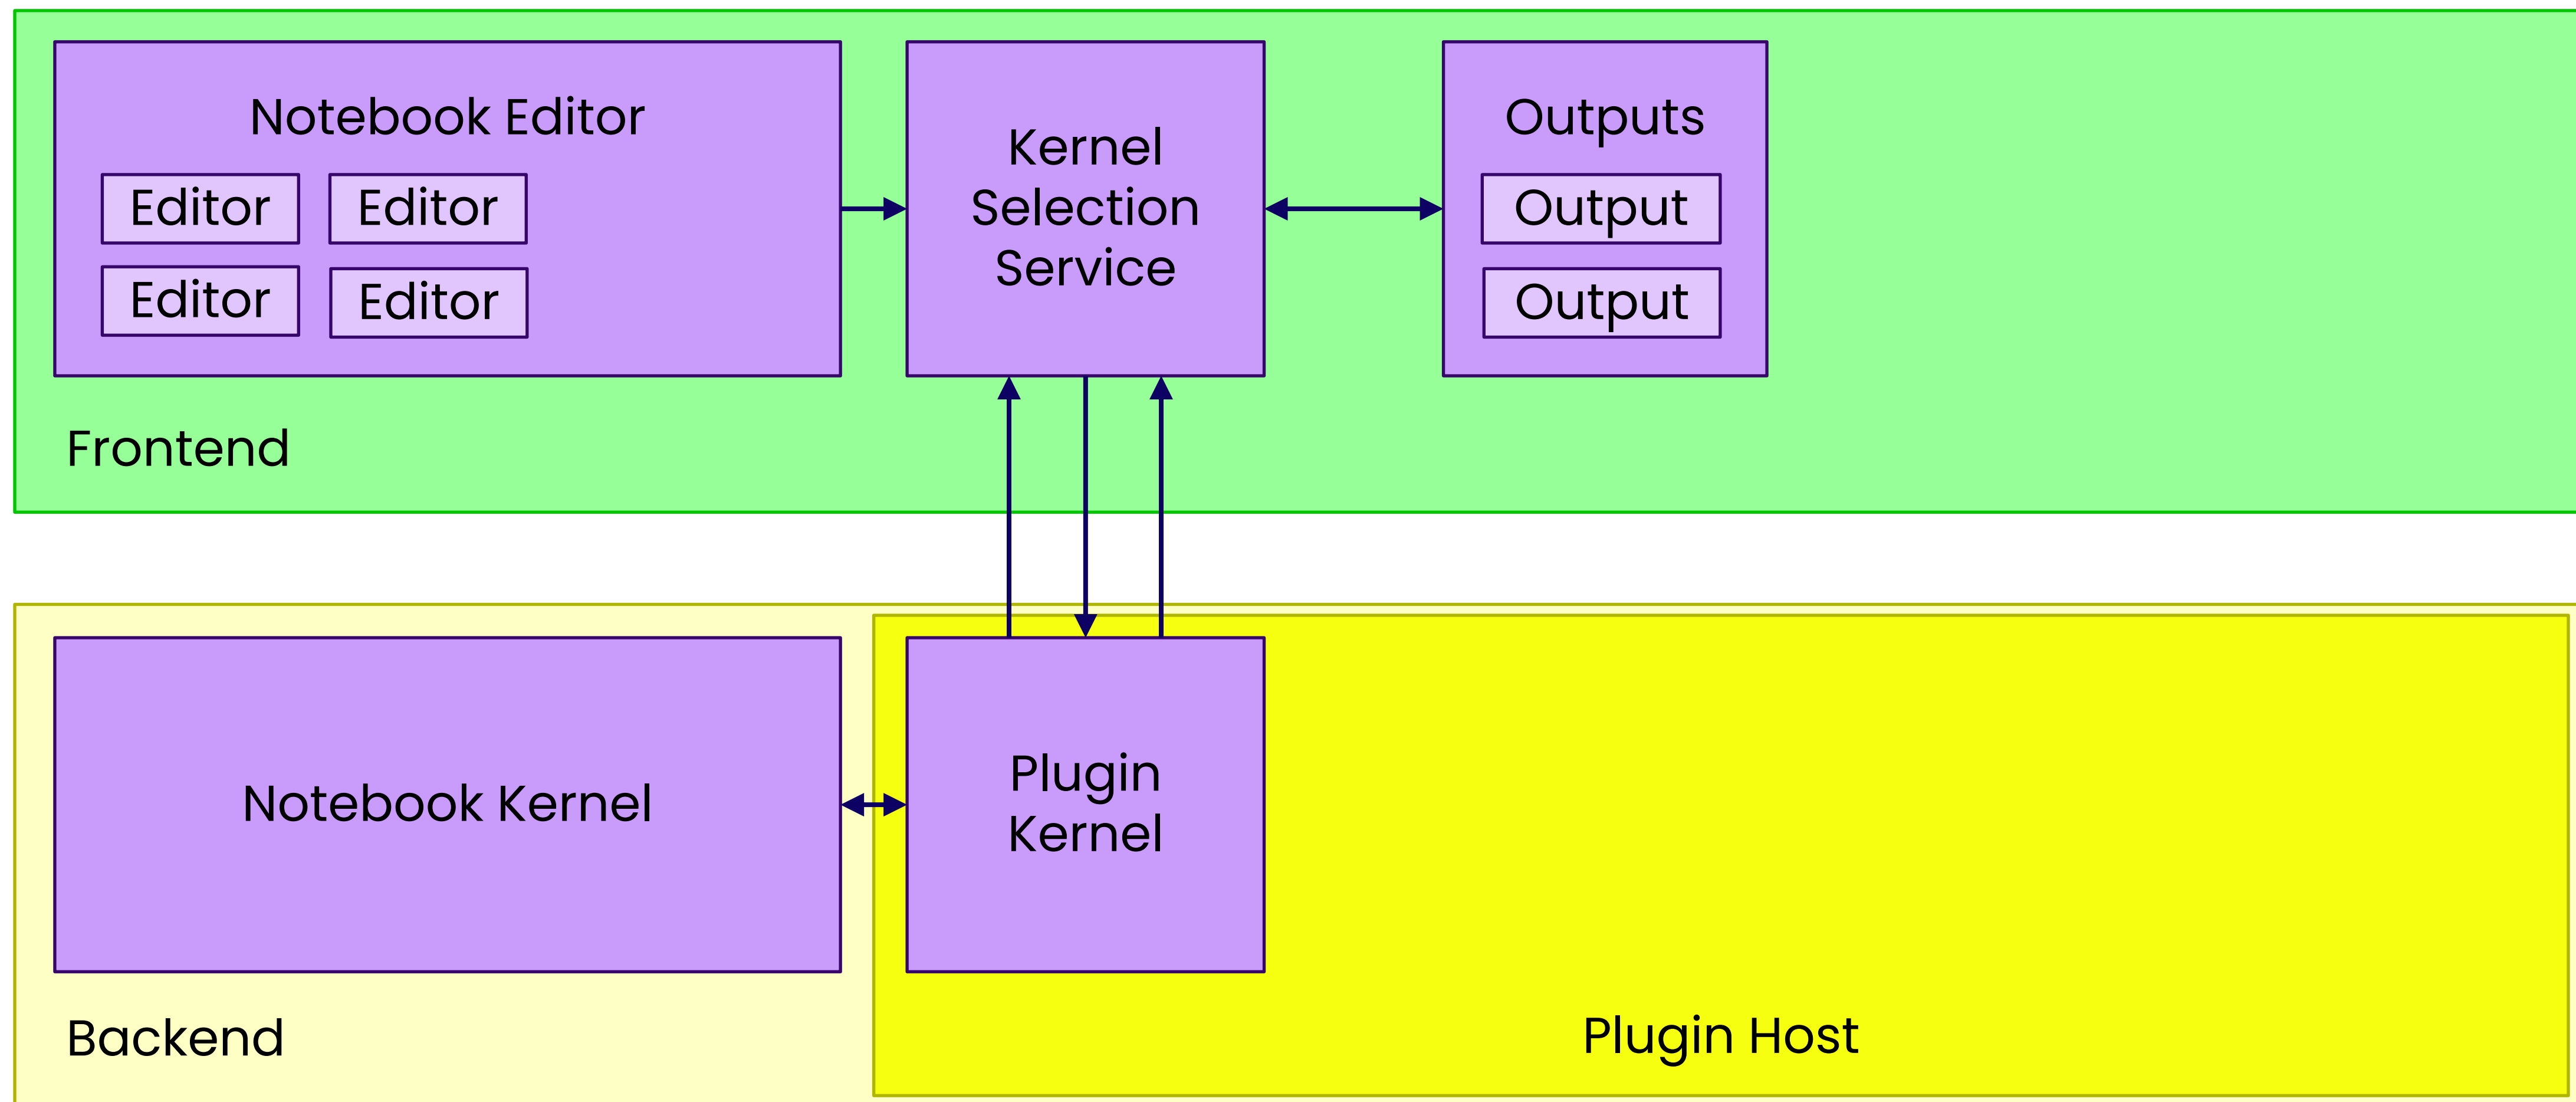 Notebook Editor
Editor
Editor
Editor
Editor
Kernel
Selection
Service
Outputs
Output
Output
Frontend
Notebook Kernel
Plugin
Kernel
Backend
Plugin Host